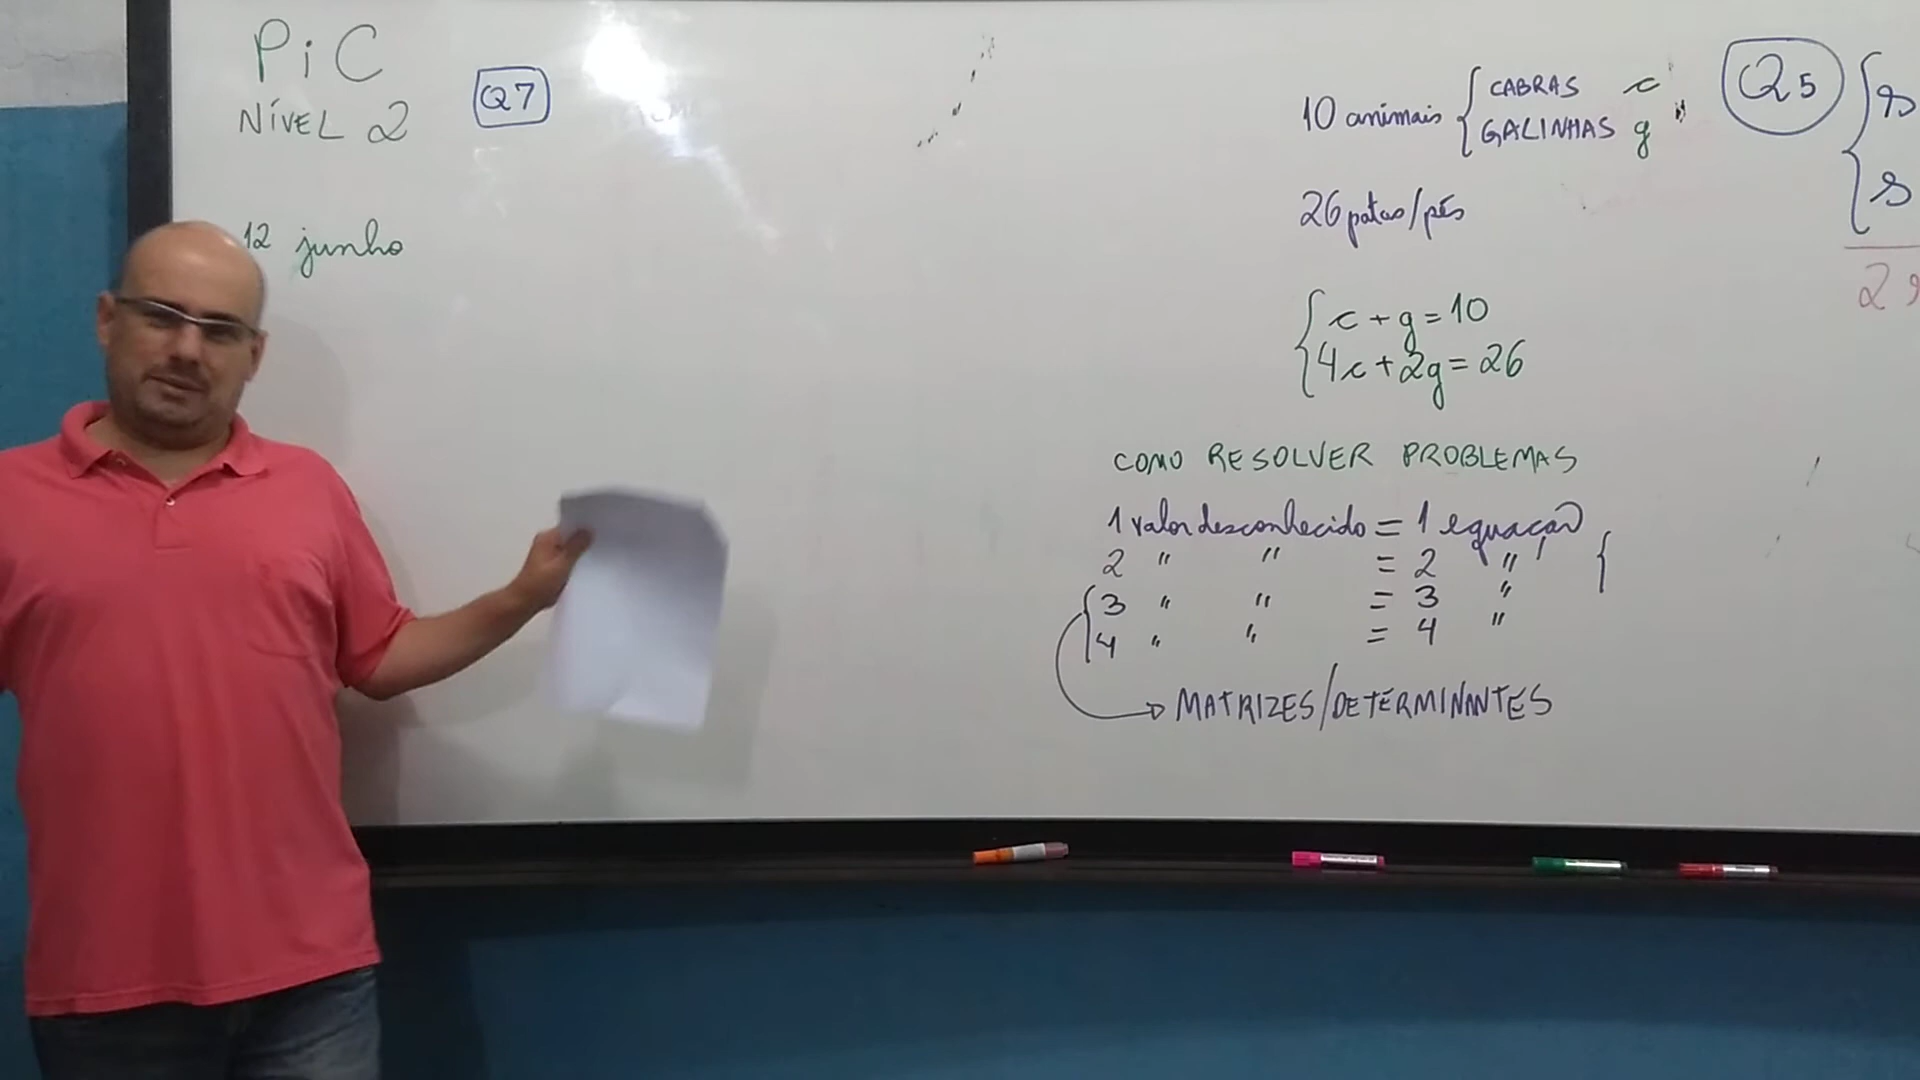 PiC
NÍVEL 2
12 junho
Q7
10 animais { CABRAS c
GALINHAS g
26 patas/pés
{ c + g = 10
4c + 2g = 26
COMO RESOLVER PROBLEMAS
1 valor desconhecido = 1 equação
2 " " = 2 "
3 " " = 3 "
4 " " = 4 "
MATRIZES/DETERMINANTES
Q5